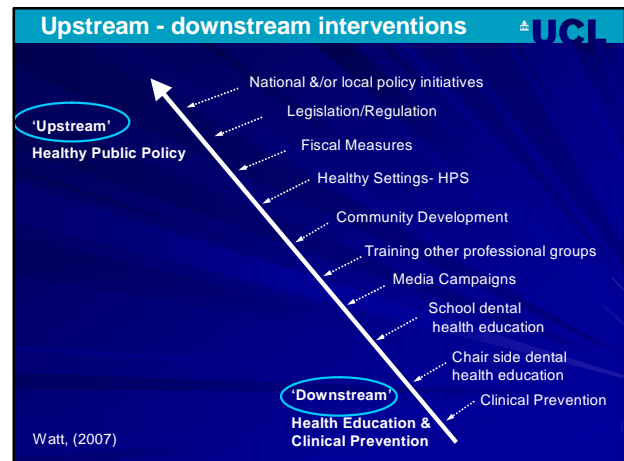 Upstream - downstream interventions
UCL
National &/or local policy initiatives
Legislation/Regulation
'Upstream'
Healthy Public Policy
Fiscal Measures
Healthy Settings- HPS
Community Development
Training other professional groups
Media Campaigns
School dental
health education
Chair side dental
health education
'Downstream'
Clinical Prevention
Health Education &
Clinical Prevention
Watt, (2007)